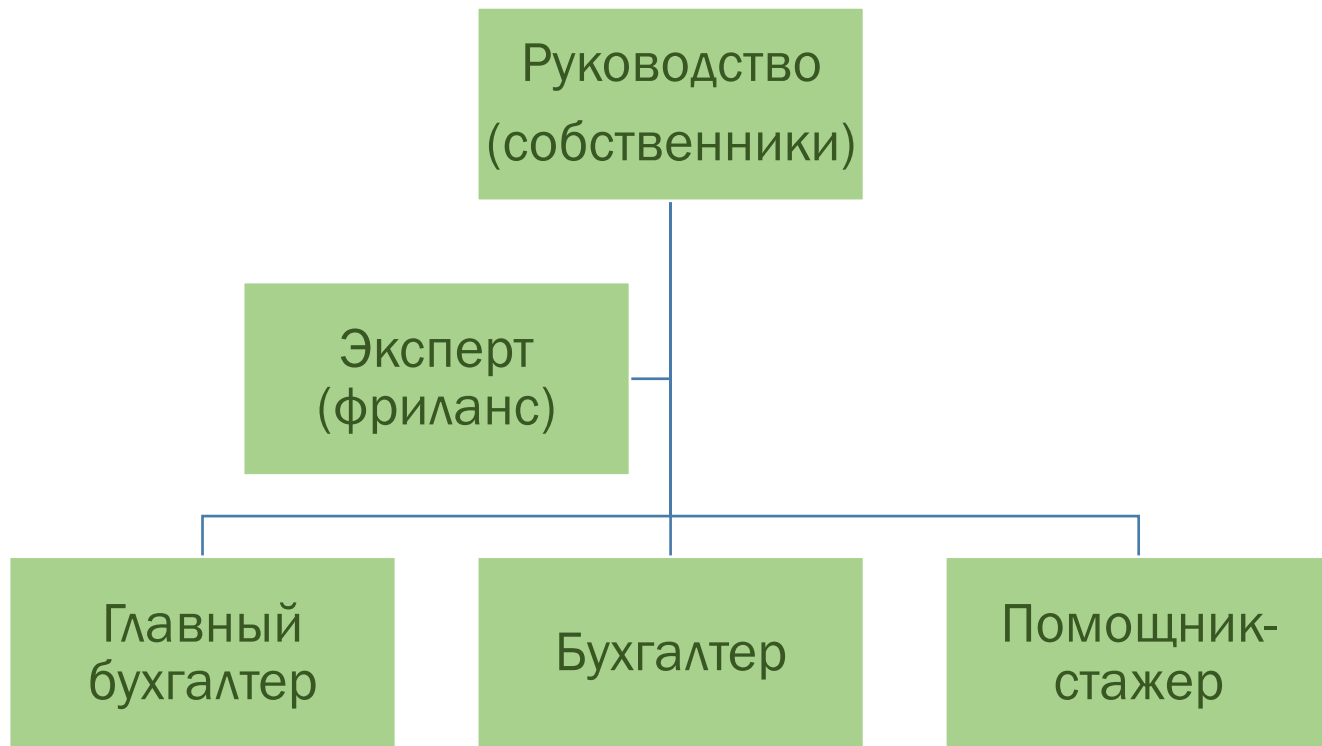 Руководство
(собственники)
Эксперт
(фриланс)
Главный
бухгалтер
Бухгалтер
Помощник-
стажер